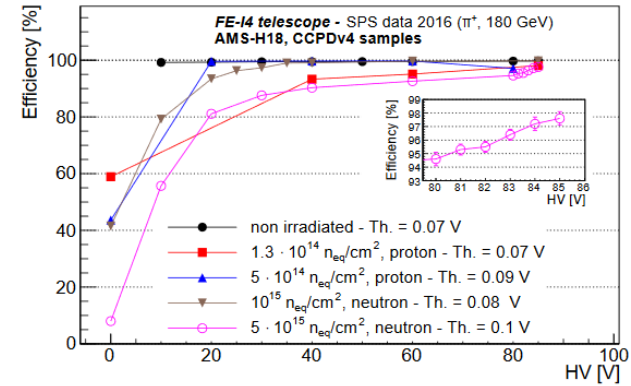 FE-I4 telescope - SPS data 2016 (π⁺, 180 GeV)
AMS-H18, CCPDv4 samples
Efficiency [%]
100
80
60
40
20
0
99
98
97
96
95
94
93
Efficiency [%]
80 81 82 83 84 85 86
HV [V]
non irradiated - Th. = 0.07 V
1.3 · 10¹⁴ n_eq/cm², proton - Th. = 0.07 V
5 · 10¹⁴ n_eq/cm², proton - Th. = 0.09 V
10¹⁵ n_eq/cm², neutron - Th. = 0.08 V
5 · 10¹⁵ n_eq/cm², neutron - Th. = 0.1 V
0 20 40 60 80 100
HV [V]